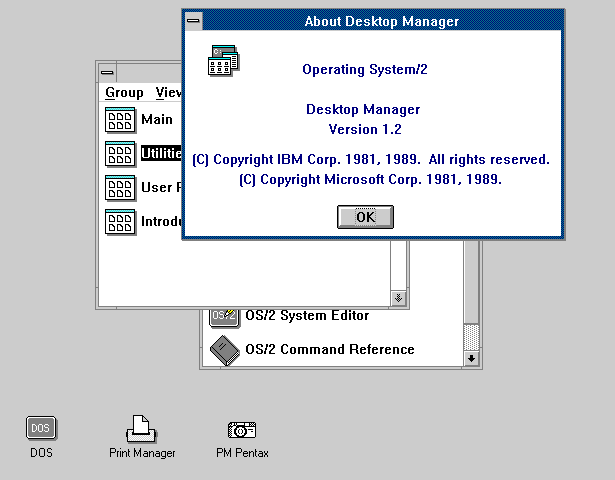 About Desktop Manager
Operating System/2
Desktop Manager
Version 1.2
(C) Copyright IBM Corp. 1981, 1989.  All rights reserved.
(C) Copyright Microsoft Corp. 1981, 1989.
OK
Group View
Main
Utilitie
User
Introdu
OS/2 OS/2 System Editor
OS/2 Command Reference
DOS
DOS
Print Manager
PM Pentax